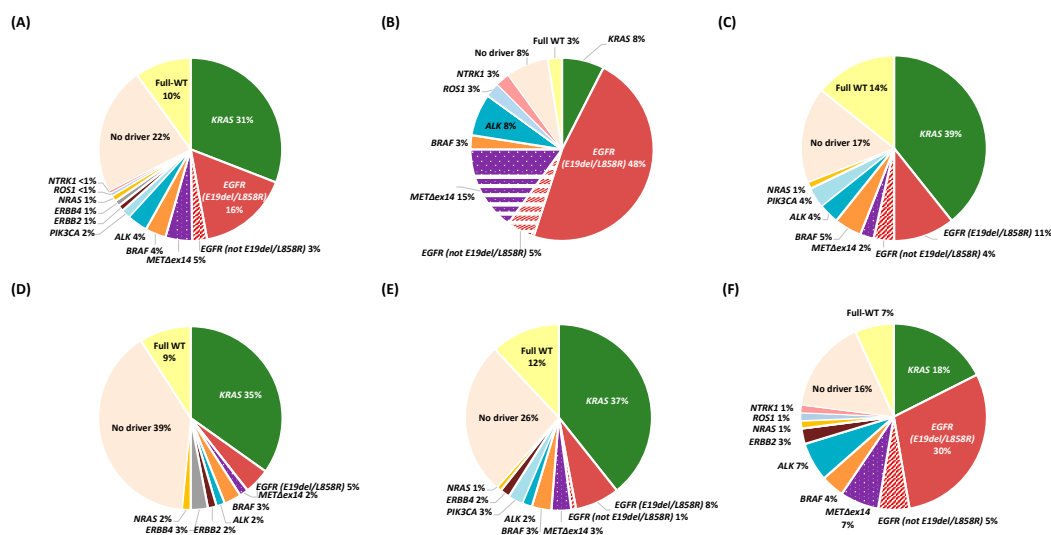 (A)
Full-WT
10%
KRAS 31%
No driver 22%
EGFR
(E19del/L858R)
16%
NTRK1 <1%
ROS1 <1%
NRAS 1%
ERBB4 1%
ERBB2 1%
PIK3CA 2%
ALK 4%
BRAF 4%
METΔex14 5%
EGFR (not E19del/L858R) 3%
(B)
Full WT 3%
KRAS 8%
No driver 8%
NTRK1 3%
ROS1 3%
ALK 8%
BRAF 3%
EGFR
(E19del/L858R) 48%
METΔex14 15%
EGFR (not E19del/L858R) 5%
(C)
Full WT 14%
KRAS 39%
No driver 17%
NRAS 1%
PIK3CA 4%
ALK 4%
BRAF 5%
METΔex14 2%
EGFR (E19del/L858R) 11%
EGFR (not E19del/L858R) 4%
(D)
Full WT
9%
KRAS 35%
No driver 39%
EGFR (E19del/L858R) 5%
METΔex14 2%
BRAF 3%
ALK 2%
NRAS 2%
ERBB4 3%
ERBB2 2%
(E)
Full WT
12%
KRAS 37%
No driver 26%
NRAS 1%
ERBB4 2%
PIK3CA 3%
ALK 2%
BRAF 3%
METΔex14 3%
EGFR (E19del/L858R) 8%
EGFR (not E19del/L858R) 1%
(F)
Full-WT 7%
KRAS 18%
No driver 16%
NTRK1 1%
ROS1 1%
NRAS 1%
ERBB2 3%
EGFR
(E19del/L858R)
30%
ALK 7%
BRAF 4%
METΔex14
7%
EGFR (not E19del/L858R) 5%